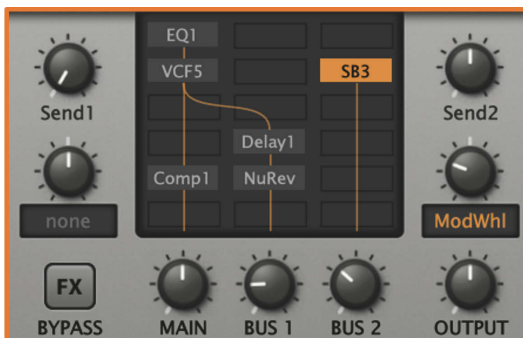 EQ1
VCF5 SB3
Send1 Send2
Delay1
Comp1 NuRev
none ModWhl
FX
BYPASS MAIN BUS 1 BUS 2 OUTPUT